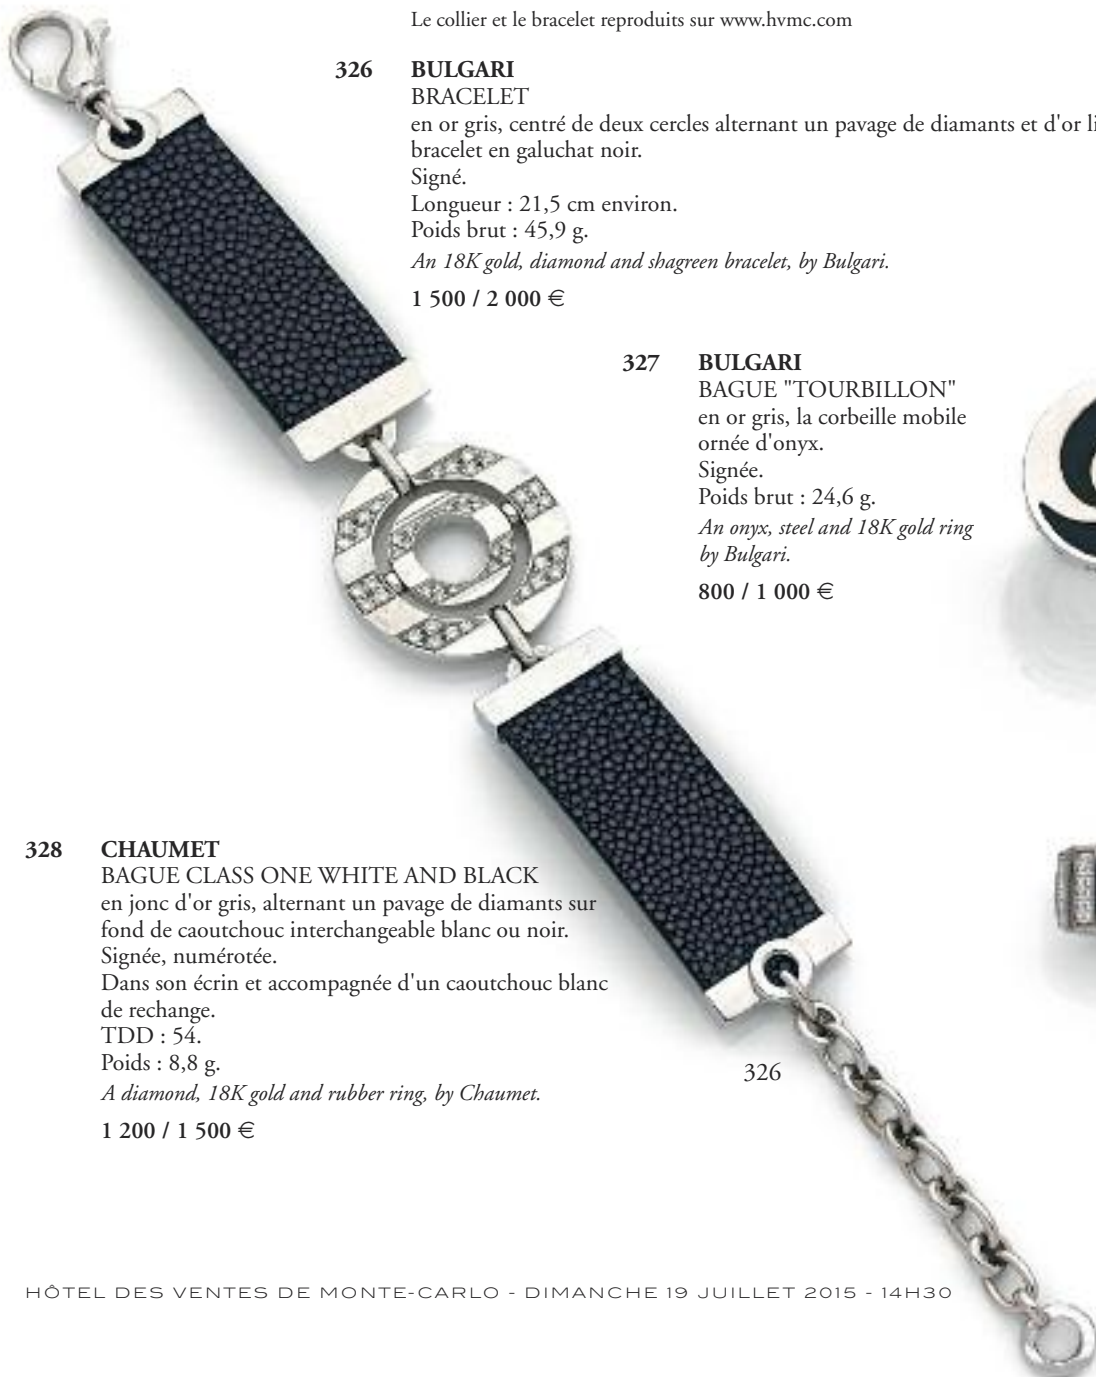 Le collier et le bracelet reproduits sur www.hvmc.com
326 BULGARI
BRACELET
en or gris, centré de deux cercles alternant un pavage de diamants et d'or
bracelet en galuchat noir.
Signé.
Longueur : 21,5 cm environ.
Poids brut : 45,9 g.
An 18K gold, diamond and shagreen bracelet, by Bulgari.
1 500 / 2 000 €
327 BULGARI
BAGUE "TOURBILLON"
en or gris, la corbeille mobile
ornée d'onyx.
Signée.
Poids brut : 24,6 g.
An onyx, steel and 18K gold ring
by Bulgari.
800 / 1 000 €
328 CHAUMET
BAGUE CLASS ONE WHITE AND BLACK
en jonc d'or gris, alternant un pavage de diamants sur
fond de caoutchouc interchangeable blanc ou noir.
Signée, numérotée.
Dans son écrin et accompagnée d'un caoutchouc blanc
de rechange.
TDD : 54.
Poids : 8,8 g.
A diamond, 18K gold and rubber ring, by Chaumet.
1 200 / 1 500 €
326
HÔTEL DES VENTES DE MONTE-CARLO - DIMANCHE 19 JUILLET 2015 - 14H30